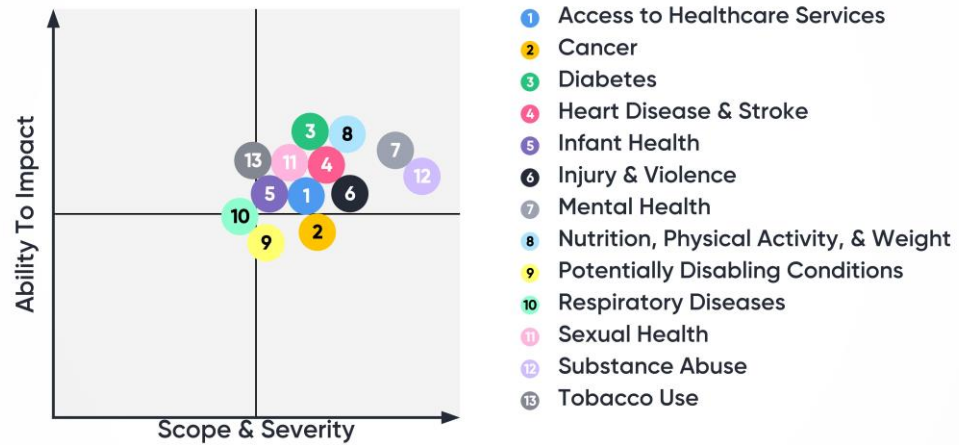 Ability To Impact
3
8
7
13
11
4
12
5
1
6
10
2
9
Scope & Severity
1 Access to Healthcare Services
2 Cancer
3 Diabetes
4 Heart Disease & Stroke
5 Infant Health
6 Injury & Violence
7 Mental Health
8 Nutrition, Physical Activity, & Weight
9 Potentially Disabling Conditions
10 Respiratory Diseases
11 Sexual Health
12 Substance Abuse
13 Tobacco Use